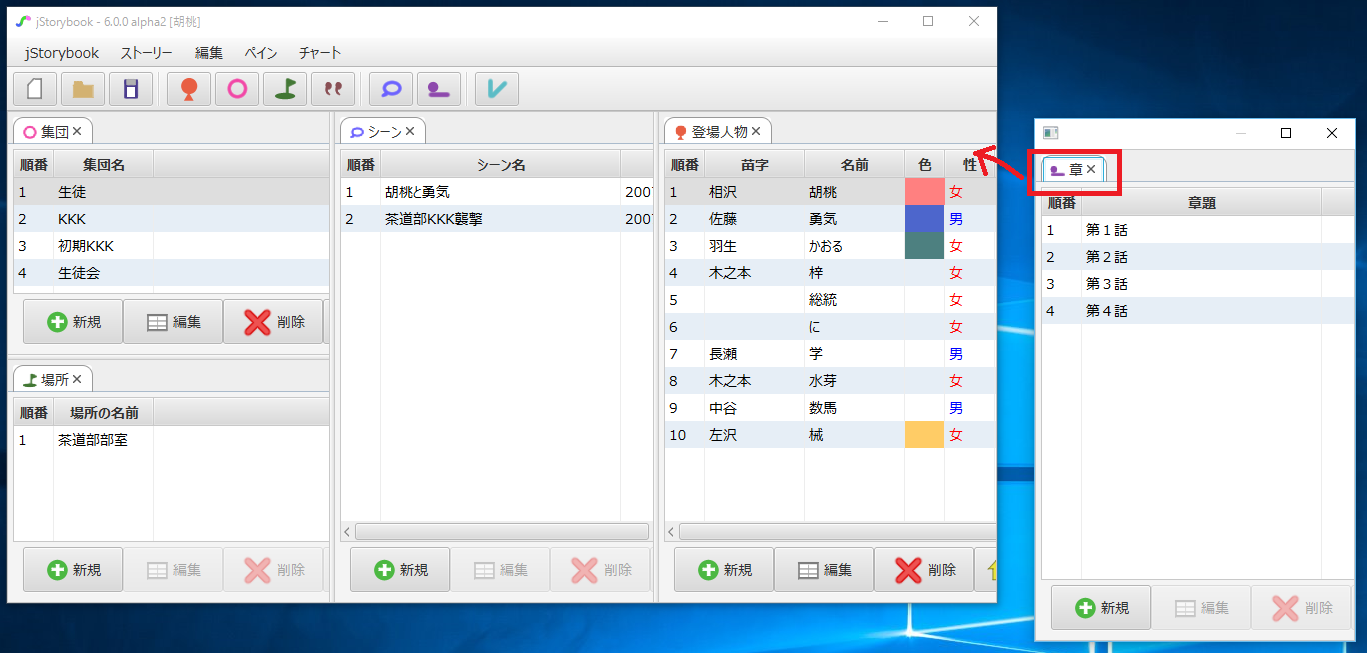 jStorybook - 6.0.0 alpha2 [胡桃]
jStorybook ストーリー 編集 ペイン チャート
集団
順番 集団名
1 生徒
2 KKK
3 初期KKK
4 生徒会
新規 編集 削除
場所
順番 場所の名前
1 茶道部部室
新規 編集 削除
シーン
順番 シーン名
1 胡桃と勇気 2007
2 茶道部KKK襲撃 2007
新規 編集 削除
登場人物
順番 苗字 名前 色 性
1 相沢 胡桃 女
2 佐藤 勇気 男
3 羽生 かおる 女
4 木之本 梓 女
5 総統 女
6 に 女
7 長瀬 学 男
8 木之本 水芽 女
9 中谷 数馬 男
10 左沢 械 女
新規 編集 削除
章
順番 章題
1 第１話
2 第２話
3 第３話
4 第４話
新規 編集 削除